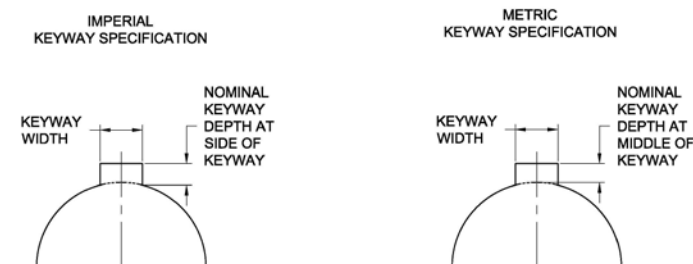 IMPERIAL
KEYWAY SPECIFICATION
KEYWAY
WIDTH
NOMINAL
KEYWAY
DEPTH AT
SIDE OF
KEYWAY
METRIC
KEYWAY SPECIFICATION
KEYWAY
WIDTH
NOMINAL
KEYWAY
DEPTH AT
MIDDLE OF
KEYWAY